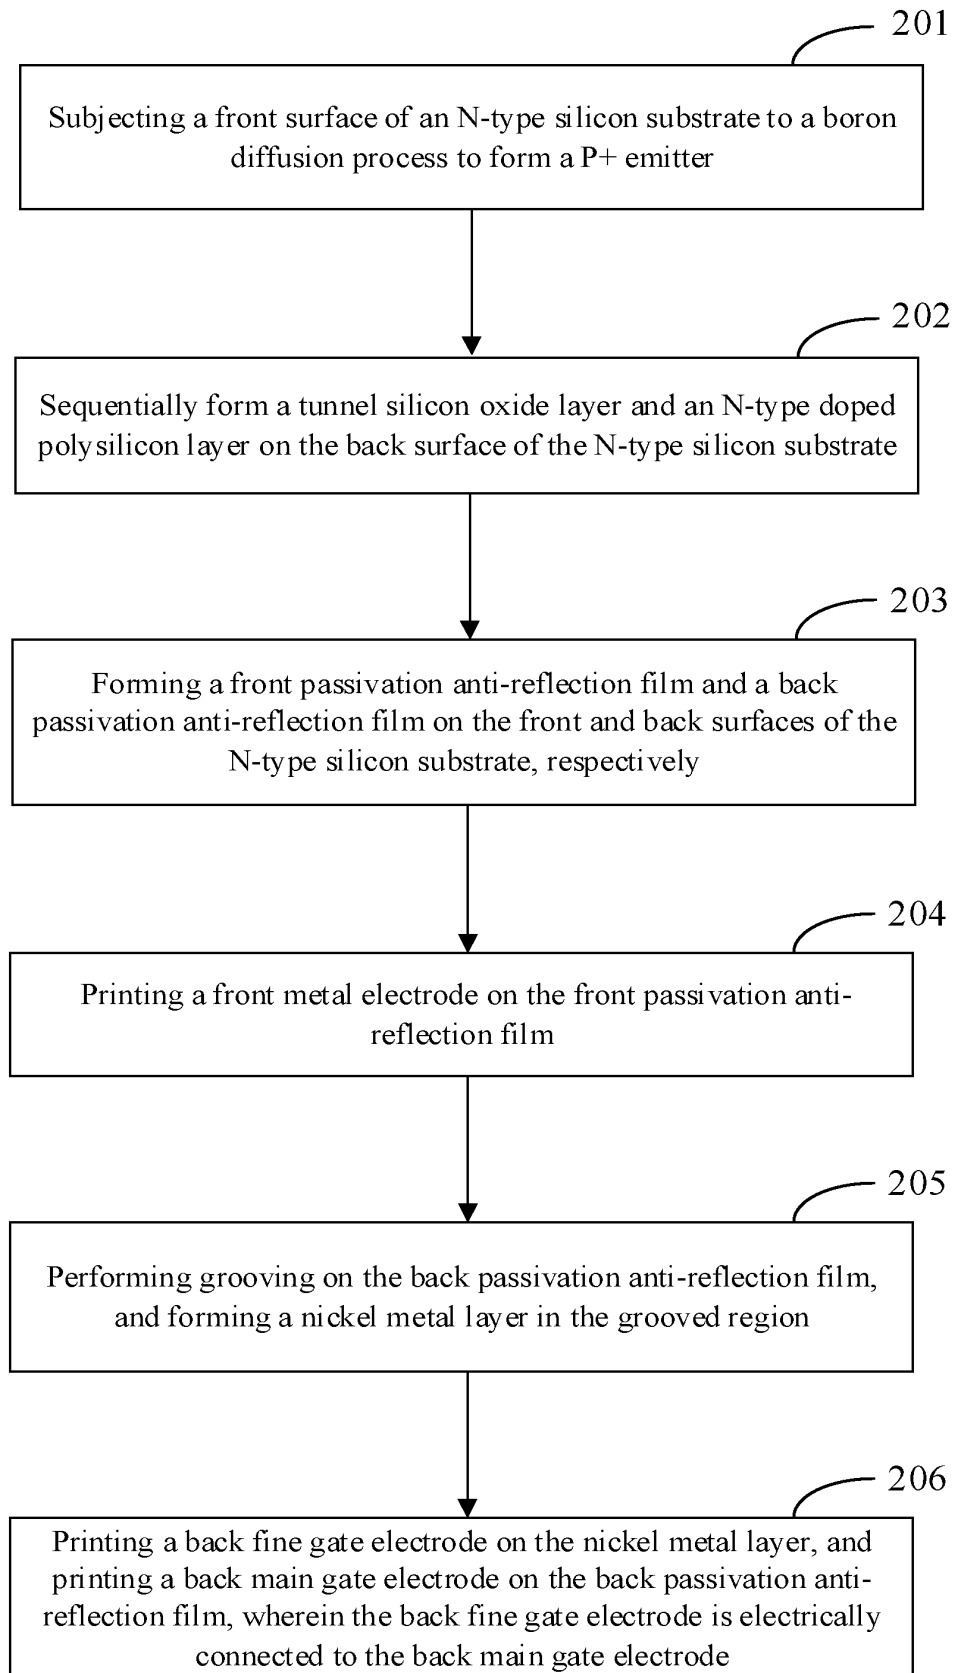 201
Subjecting a front surface of an N-type silicon substrate to a boron
diffusion process to form a P+ emitter
202
Sequentially form a tunnel silicon oxide layer and an N-type doped
polysilicon layer on the back surface of the N-type silicon substrate
203
Forming a front passivation anti-reflection film and a back
passivation anti-reflection film on the front and back surfaces of the
N-type silicon substrate, respectively
204
Printing a front metal electrode on the front passivation anti-
reflection film
205
Performing grooving on the back passivation anti-reflection film,
and forming a nickel metal layer in the grooved region
206
Printing a back fine gate electrode on the nickel metal layer, and
printing a back main gate electrode on the back passivation anti-
reflection film, wherein the back fine gate electrode is electrically
connected to the back main gate electrode